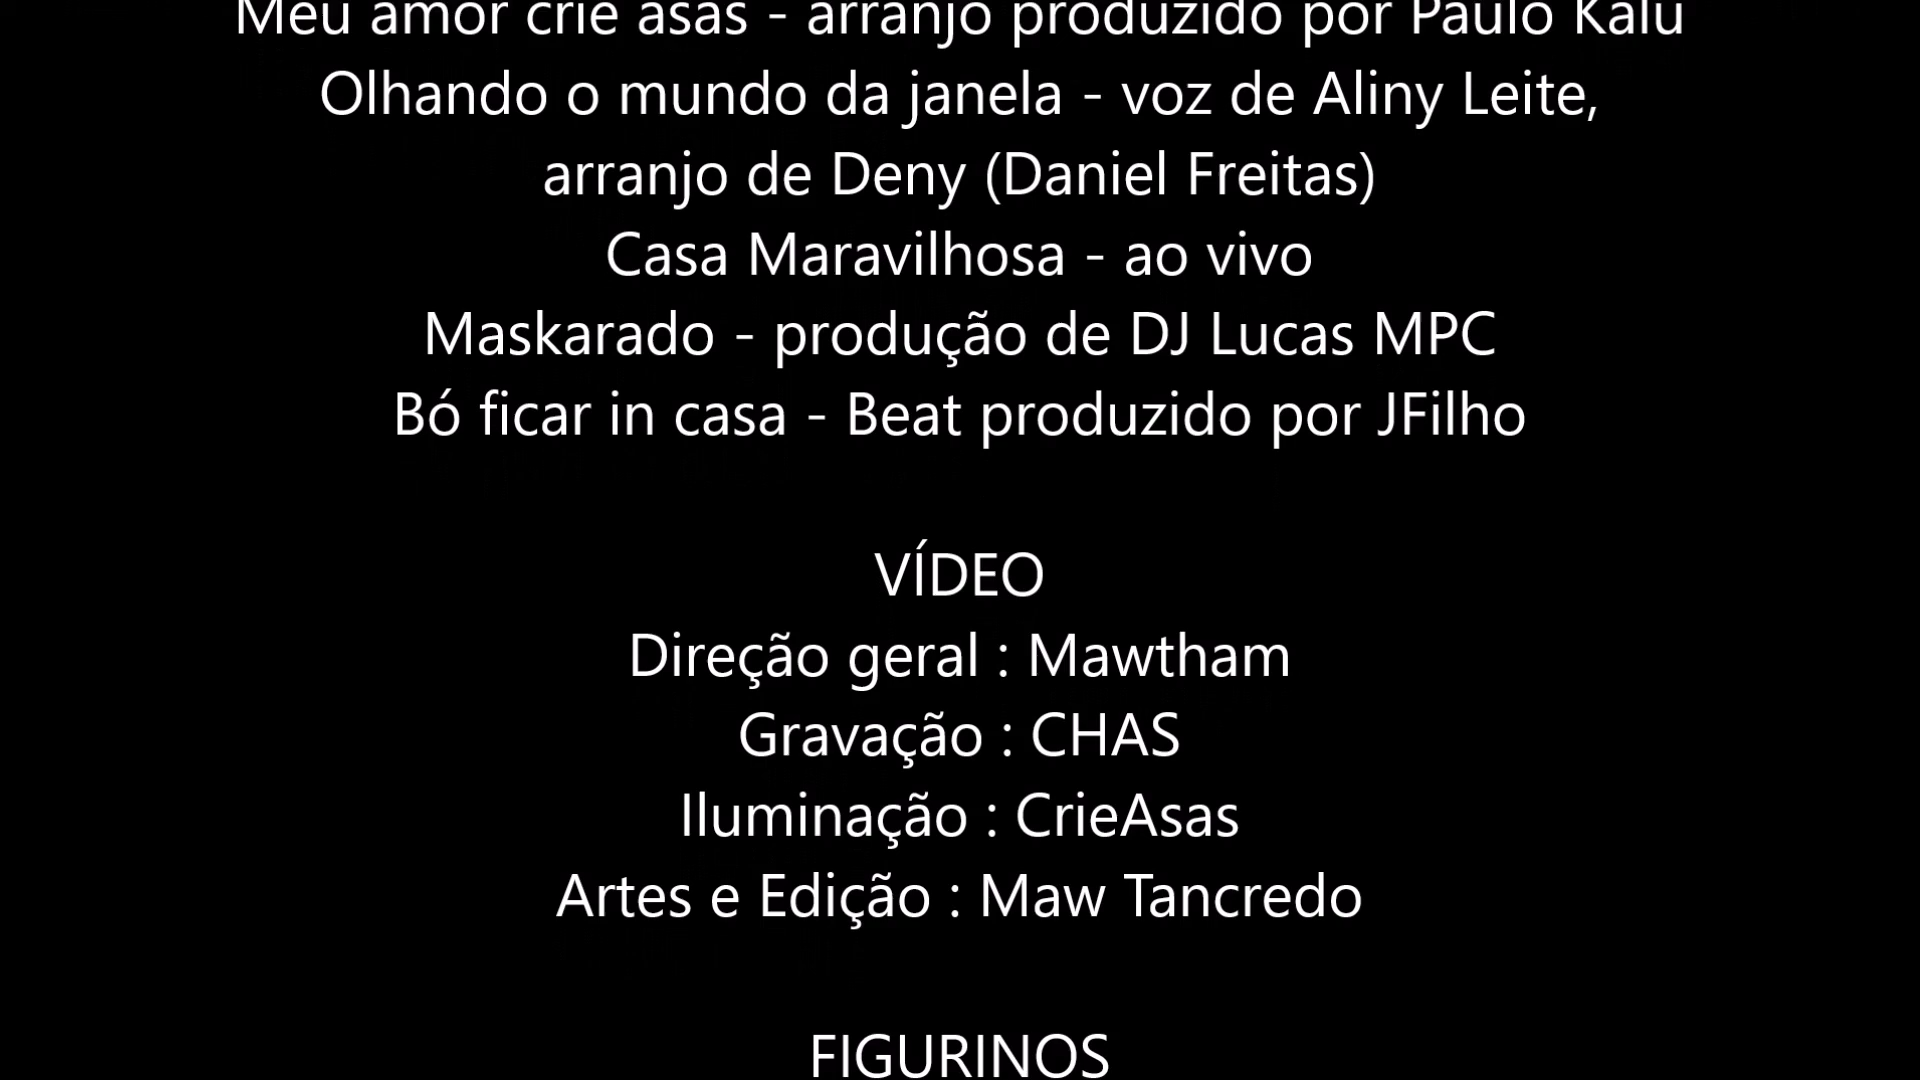 Meu amor crie asas - arranjo produzido por Paulo Kalu
Olhando o mundo da janela - voz de Aliny Leite,
arranjo de Deny (Daniel Freitas)
Casa Maravilhosa - ao vivo
Maskarado - produção de DJ Lucas MPC
Bó ficar in casa - Beat produzido por JFilho
VÍDEO
Direção geral : Mawtham
Gravação : CHAS
Iluminação : CrieAsas
Artes e Edição : Maw Tancredo
FIGURINOS